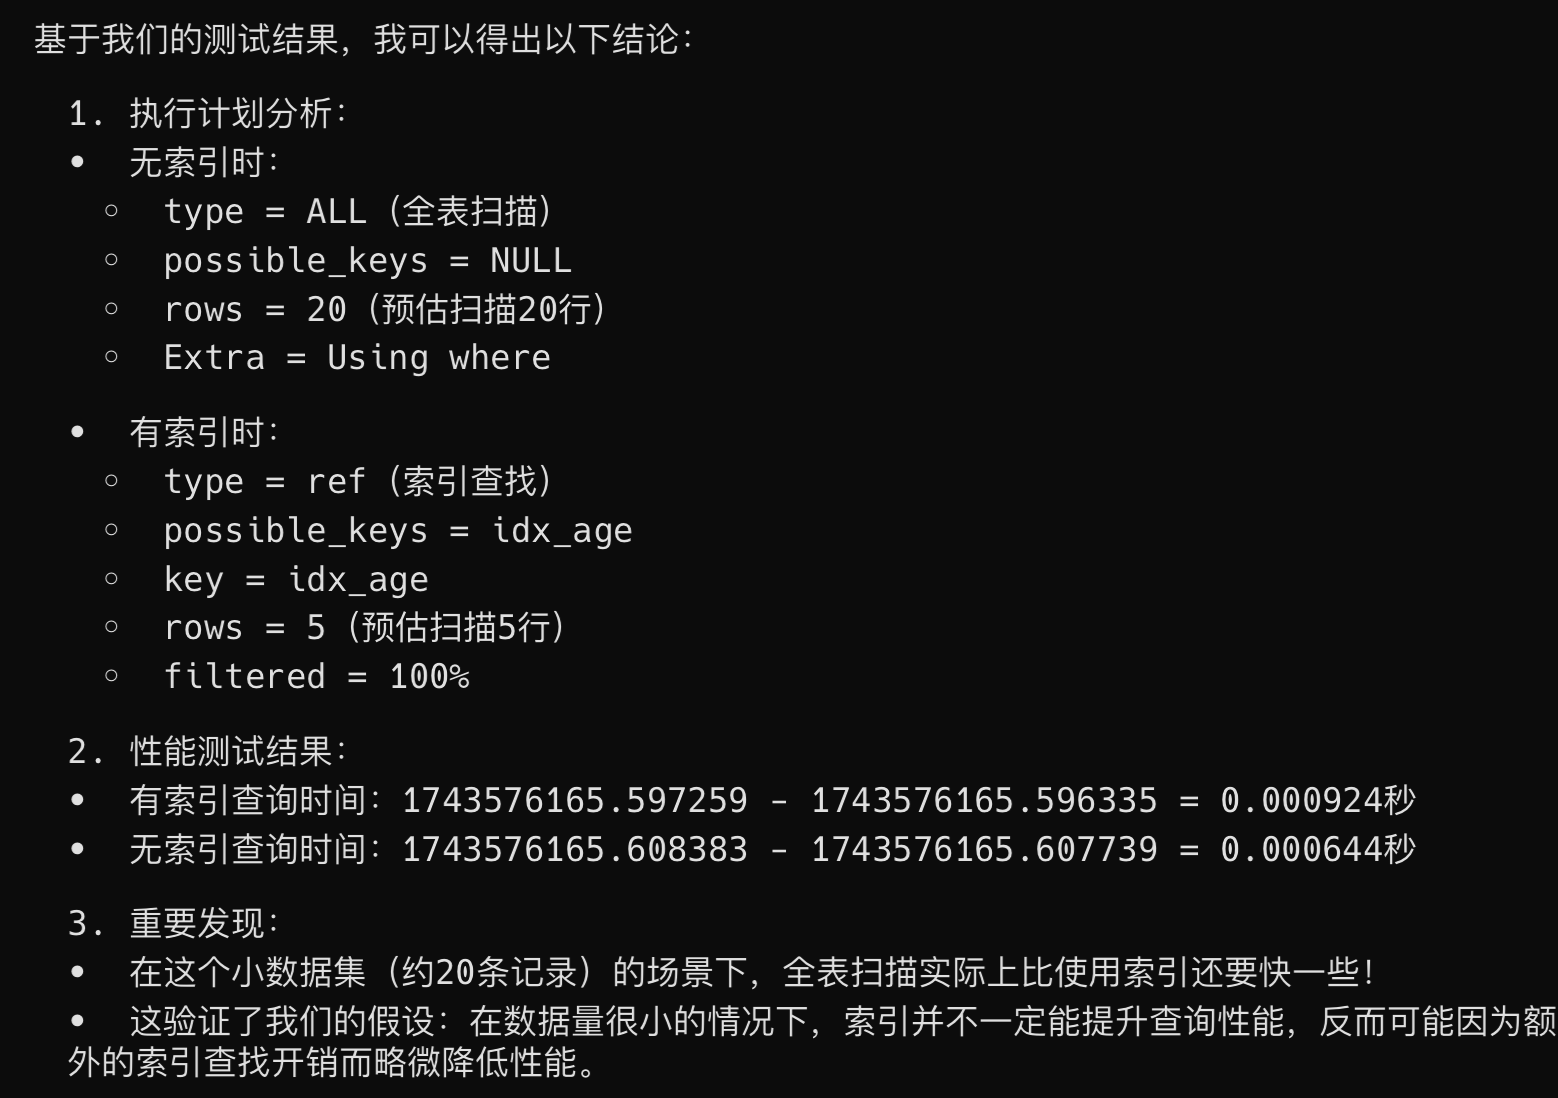 基于我们的测试结果，我可以得出以下结论：
1. 执行计划分析：
• 无索引时：
○ type = ALL（全表扫描）
○ possible_keys = NULL
○ rows = 20（预估扫描20行）
○ Extra = Using where
• 有索引时：
○ type = ref（索引查找）
○ possible_keys = idx_age
○ key = idx_age
○ rows = 5（预估扫描5行）
○ filtered = 100%
2. 性能测试结果：
• 有索引查询时间：1743576165.597259 - 1743576165.596335 = 0.000924秒
• 无索引查询时间：1743576165.608383 - 1743576165.607739 = 0.000644秒
3. 重要发现：
• 在这个小数据集（约20条记录）的场景下，全表扫描实际上比使用索引还要快一些！
• 这验证了我们的假设：在数据量很小的情况下，索引并不一定能提升查询性能，反而可能因为额
外的索引查找开销而略微降低性能。